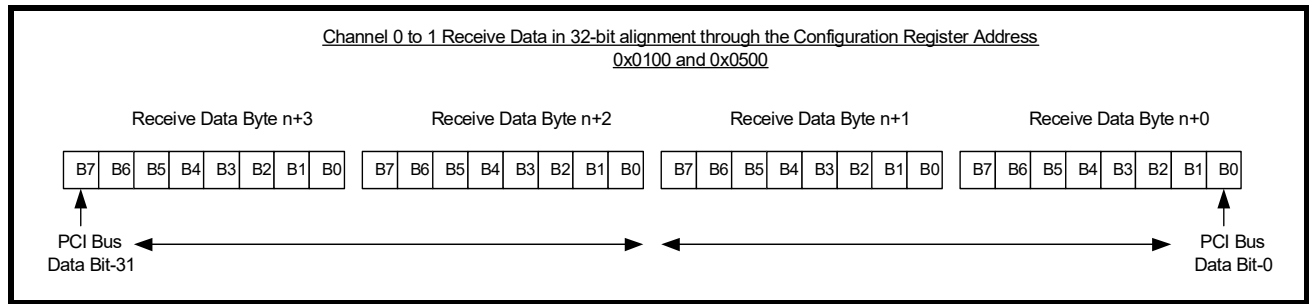 Channel 0 to 1 Receive Data in 32-bit alignment through the Configuration Register Address
0x0100 and 0x0500
Receive Data Byte n+3 Receive Data Byte n+2 Receive Data Byte n+1 Receive Data Byte n+0
B7 B6 B5 B4 B3 B2 B1 B0 B7 B6 B5 B4 B3 B2 B1 B0 B7 B6 B5 B4 B3 B2 B1 B0 B7 B6 B5 B4 B3 B2 B1 B0
PCI Bus
Data Bit-31
PCI Bus
Data Bit-0